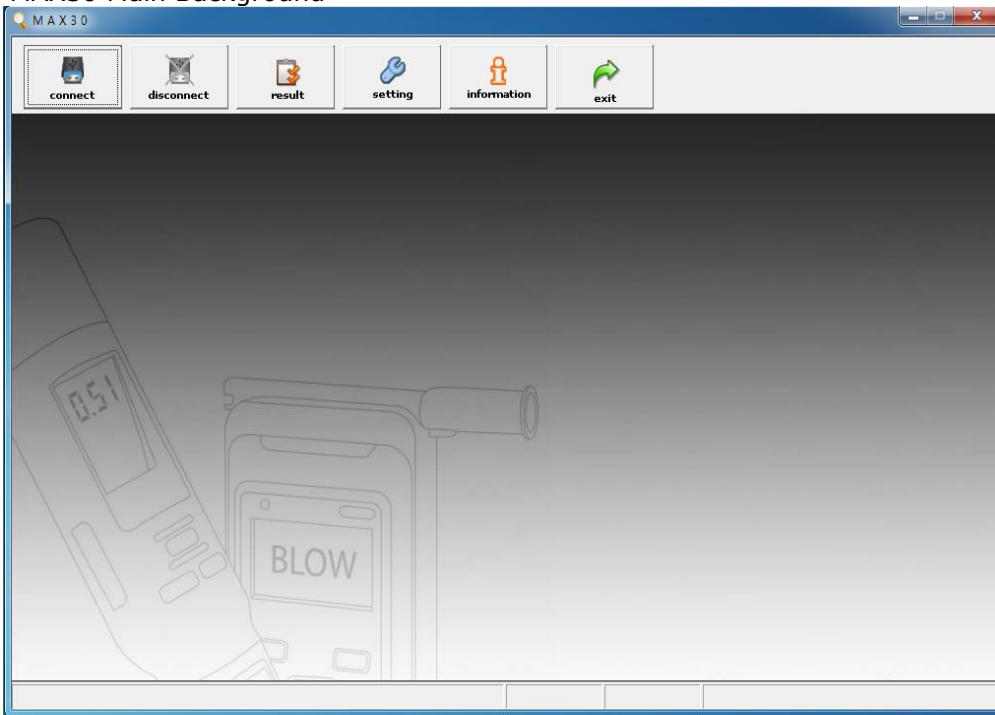 MAX30 Main Background
MAX30
connect disconnect result setting information exit
0.51
BLOW